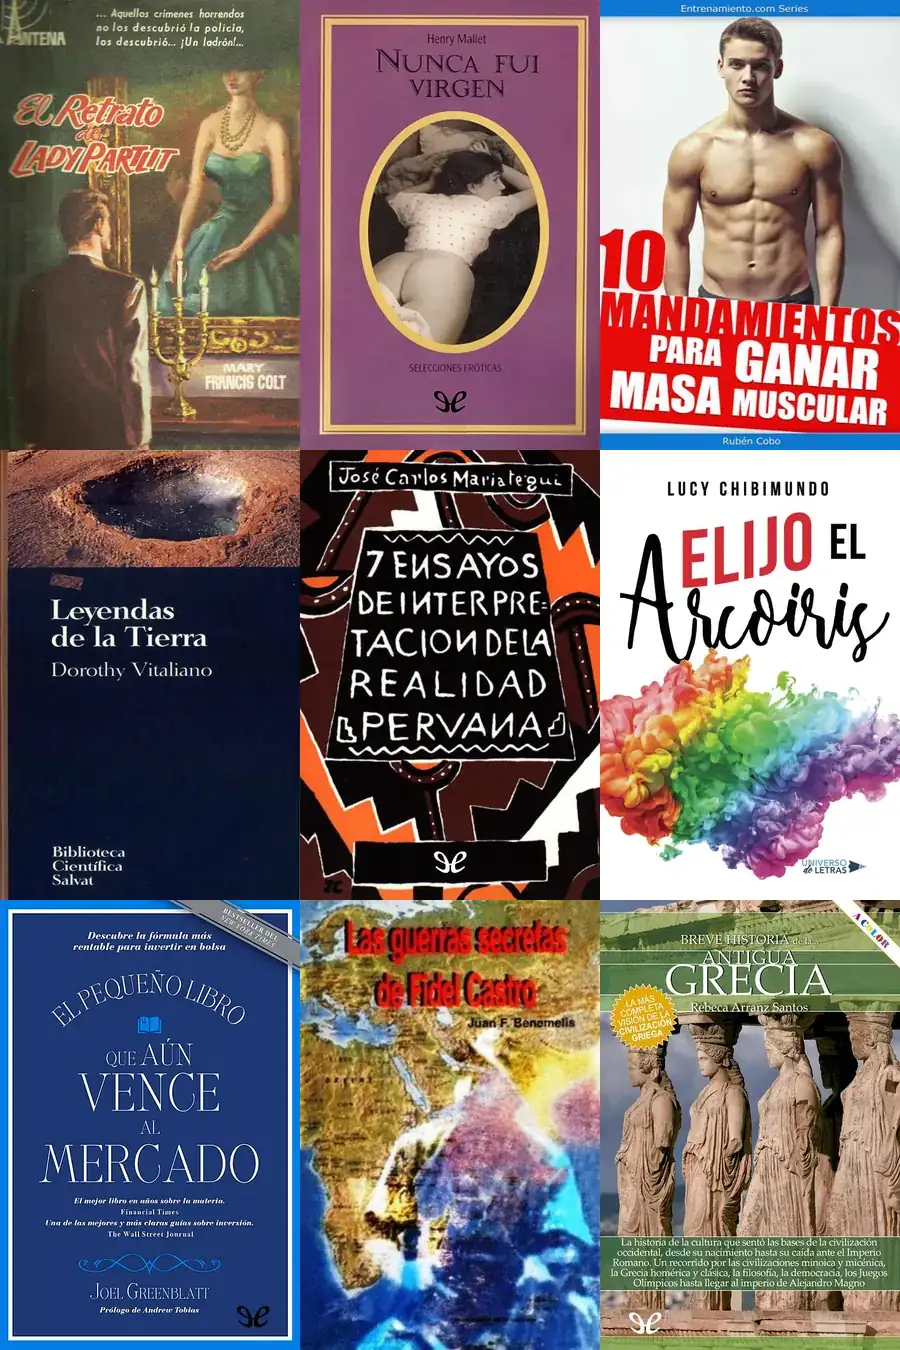 ... Aquellos crímenes horrendos
no los descubrió la policía,
los descubrió... ¡Un ladrón!...
ANTENA
El Retrato
de
LADY PARTLIT
MARY
FRANCIS COLT
Henry Mallet
NUNCA FUI
VIRGEN
SELECCIONES ERÓTICAS
Entrenamiento.com Series
10
MANDAMIENTOS
PARA GANAR
MASA MUSCULAR
Rubén Cobo
Leyendas
de la Tierra
Dorothy Vitaliano
Biblioteca
Científica
Salvat
José Carlos Mariategui
7 ENSAYOS
DE INTERPRE=
TACION DE LA
REALIDAD
PERVANA
JC
LUCY CHIBIMUNDO
ELIJO EL
Arcoiris
UNIVERSO
de LETRAS
BESTSELLER DEL
NEW YORK TIMES
Descubre la fórmula más
rentable para invertir en bolsa
EL PEQUEÑO LIBRO
QUE AÚN
VENCE
AL
MERCADO
El mejor libro en años sobre la materia.
Financial Times
Una de las mejores y más claras guías sobre inversión.
The Wall Street Journal
JOEL GREENBLATT
Prólogo de Andrew Tobias
Las guerras secretas
de Fidel Castro
Juan F. Benemelis
A COLOR
BREVE HISTORIA de la...
ANTIGUA
GRECIA
Rebeca Arranz Santos
LA MÁS
COMPLETA
VISIÓN DE LA
CIVILIZACIÓN
GRIEGA
La historia de la cultura que sentó las bases de la civilización
occidental, desde su nacimiento hasta su caída ante el Imperio
Romano. Un recorrido por las civilizaciones minoica y micénica,
la Grecia homérica y clásica, la filosofía, la democracia, los Juegos
Olímpicos hasta llegar al imperio de Alejandro Magno